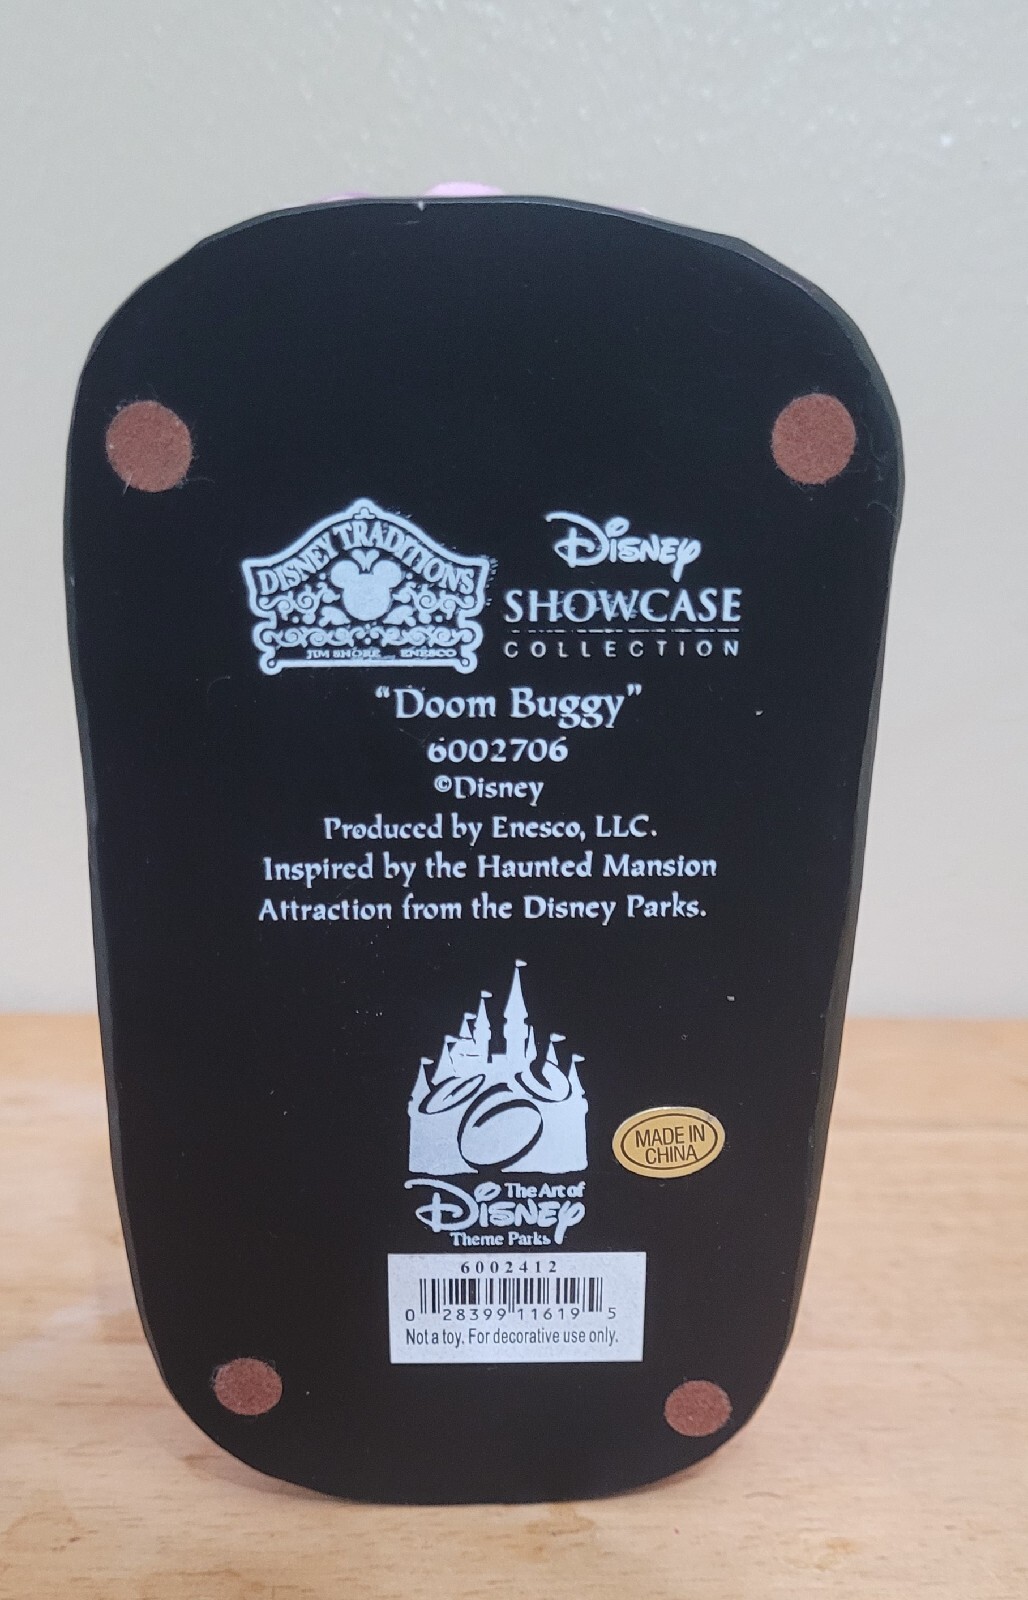 DISNEY TRADITIONS
JIM SHORE ENESCO
Disney
SHOWCASE
COLLECTION
“Doom Buggy”
6002706
©Disney
Produced by Enesco, LLC.
Inspired by the Haunted Mansion
Attraction from the Disney Parks.
MADE IN
CHINA
The Art of
Disney
Theme Parks
6002412
0 28399 11619 5
Not a toy. For decorative use only.